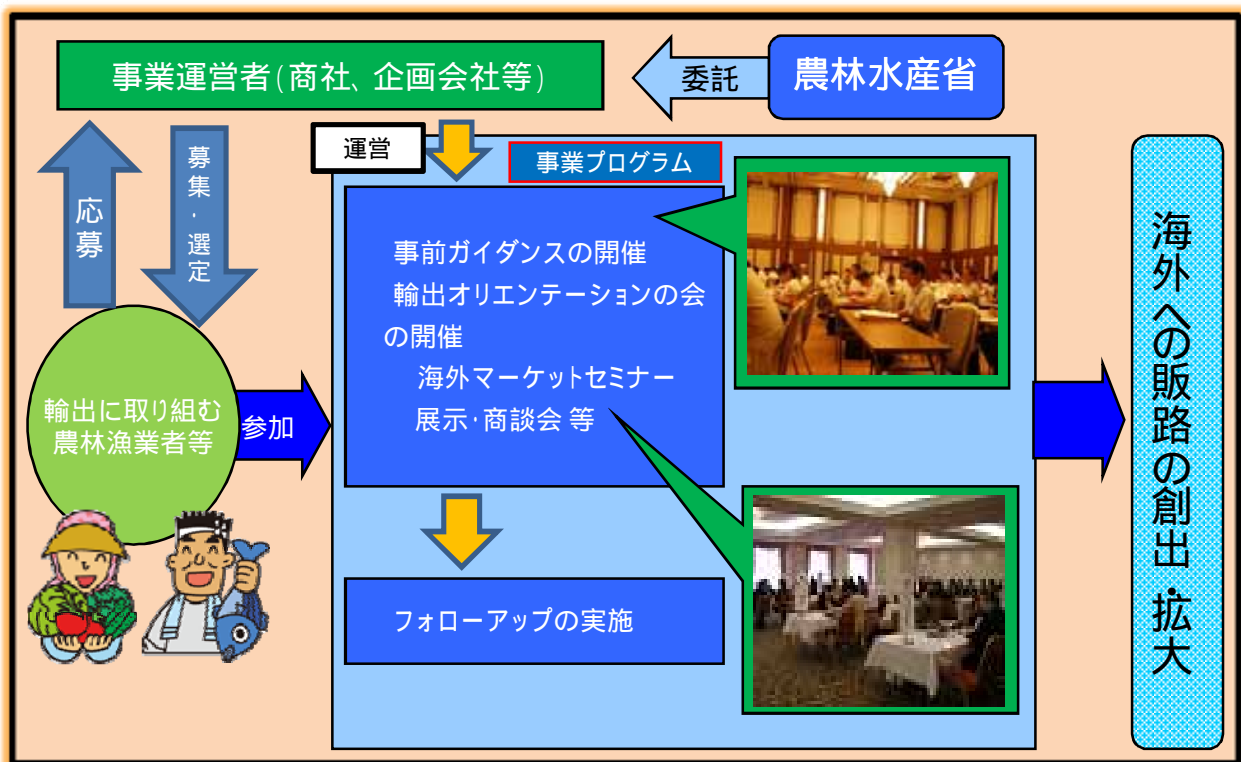 事業運営者(商社、企画会社等)
委託
農林水産省
応募
募集・選定
運営
事業プログラム
事前ガイダンスの開催
輸出オリエンテーションの会
の開催
海外マーケットセミナー
展示・商談会 等
輸出に取り組む
農林漁業者等
参加
フォローアップの実施
海外への販路の創出・拡大